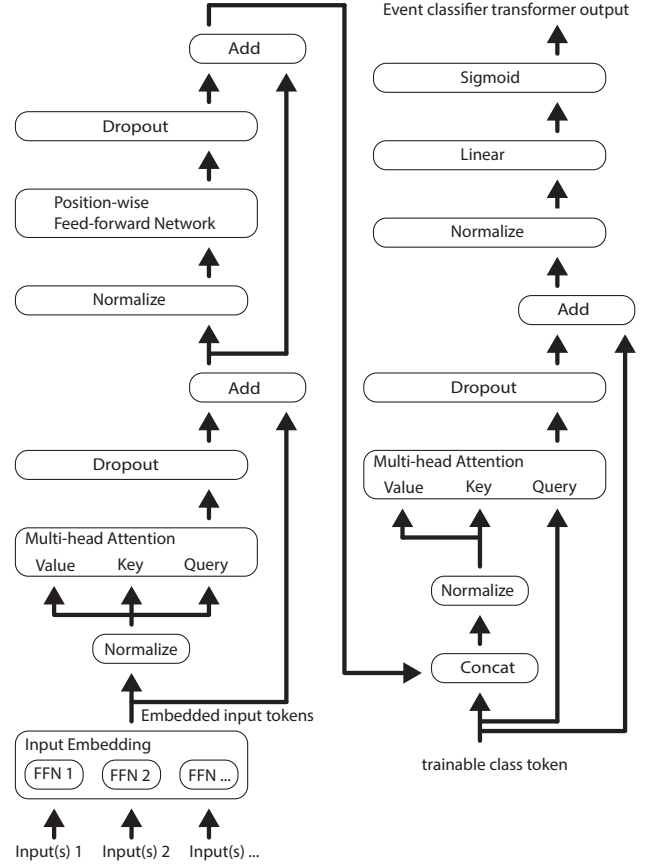 Add
Dropout
Position-wise
Feed-forward Network
Normalize
Add
Dropout
Multi-head Attention
Value Key Query
Normalize
Embedded input tokens
Input Embedding
FFN 1 FFN 2 FFN ...
Input(s) 1 Input(s) 2 Input(s) ...
Event classifier transformer output
Sigmoid
Linear
Normalize
Add
Dropout
Multi-head Attention
Value Key Query
Normalize
Concat
trainable class token